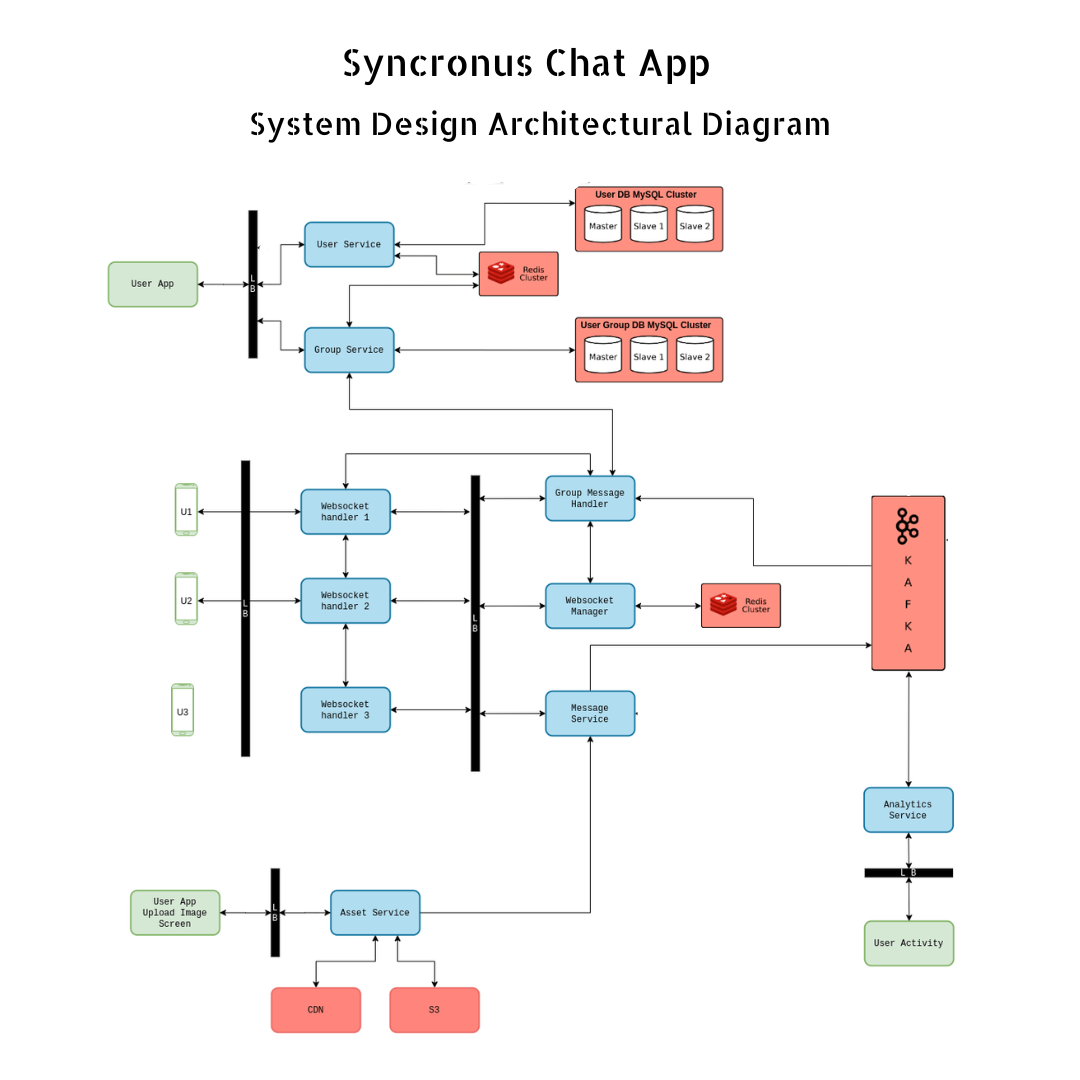 Syncronus Chat App
System Design Architectural Diagram
User DB MySQL Cluster
Master
Slave 1
Slave 2
User Service
Redis
Cluster
User App
L
B
Group Service
User Group DB MySQL Cluster
Master
Slave 1
Slave 2
U1
Websocket
handler 1
Group Message
Handler
K
A
F
K
A
U2
L
B
Websocket
handler 2
L
B
Websocket
Manager
Redis
Cluster
U3
Websocket
handler 3
Message
Service
Analytics
Service
L B
User App
Upload Image
Screen
L
B
Asset Service
User Activity
CDN
S3